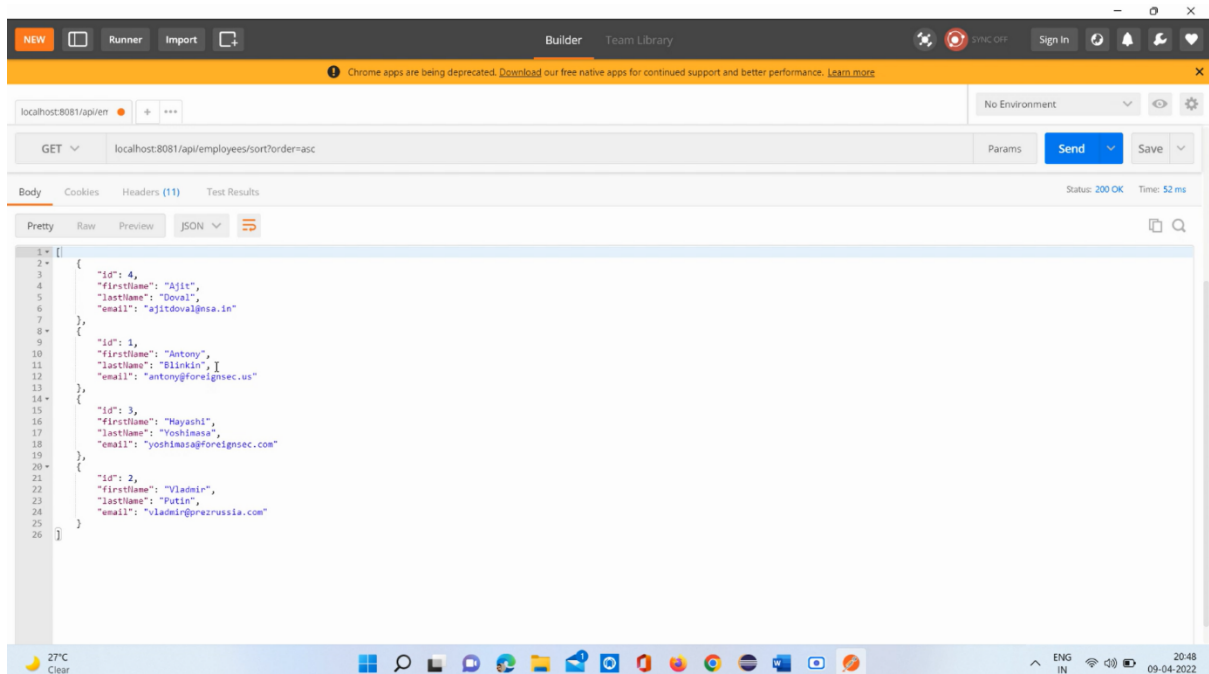 NEW Runner Import Builder Team Library SYNC OFF Sign In
Chrome apps are being deprecated. Download our free native apps for continued support and better performance. Learn more
localhost:8081/api/em + ••• No Environment
GET localhost:8081/api/employees/sort?order=asc Params Send Save
Body Cookies Headers (11) Test Results Status: 200 OK Time: 52 ms
Pretty Raw Preview JSON
1 [
2 {
3 "id": 4,
4 "firstName": "Ajit",
5 "lastName": "Doval",
6 "email": "ajitdoval@nsa.in"
7 },
8 {
9 "id": 1,
10 "firstName": "Antony",
11 "lastName": "Blinkin",
12 "email": "antony@foreignsec.us"
13 },
14 {
15 "id": 3,
16 "firstName": "Hayashi",
17 "lastName": "Yoshimasa",
18 "email": "yoshimasa@foreignsec.com"
19 },
20 {
21 "id": 2,
22 "firstName": "Vladmir",
23 "lastName": "Putin",
24 "email": "vladmir@prezrussia.com"
25 }
26 ]
27°C ENG 20:48
Clear IN 09-04-2022